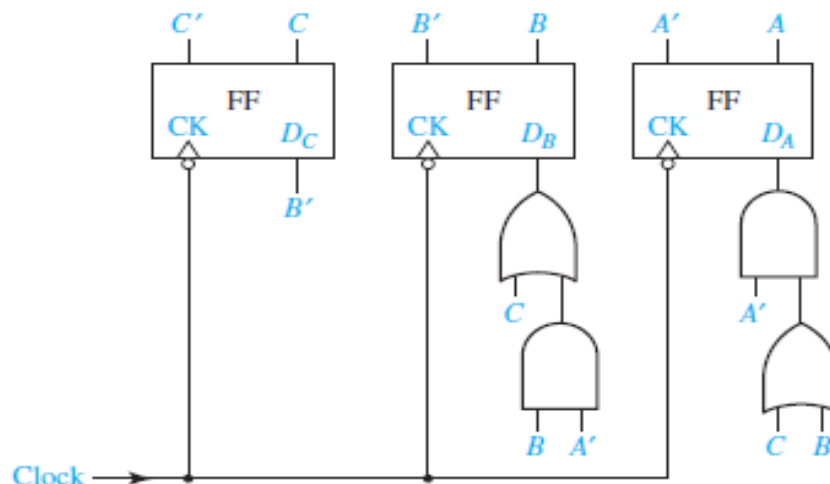 C' C B' B A' A
FF FF FF
CK D_C CK D_B CK D_A
B'
C A'
B A' C B
Clock